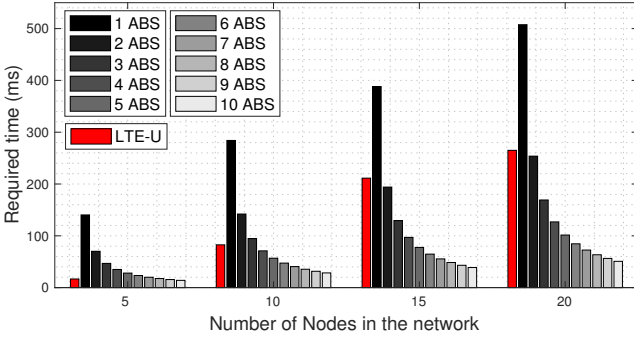 500
400
300
200
100
0
Required time (ms)
1 ABS
2 ABS
3 ABS
4 ABS
5 ABS
6 ABS
7 ABS
8 ABS
9 ABS
10 ABS
LTE-U
5
10
15
20
Number of Nodes in the network